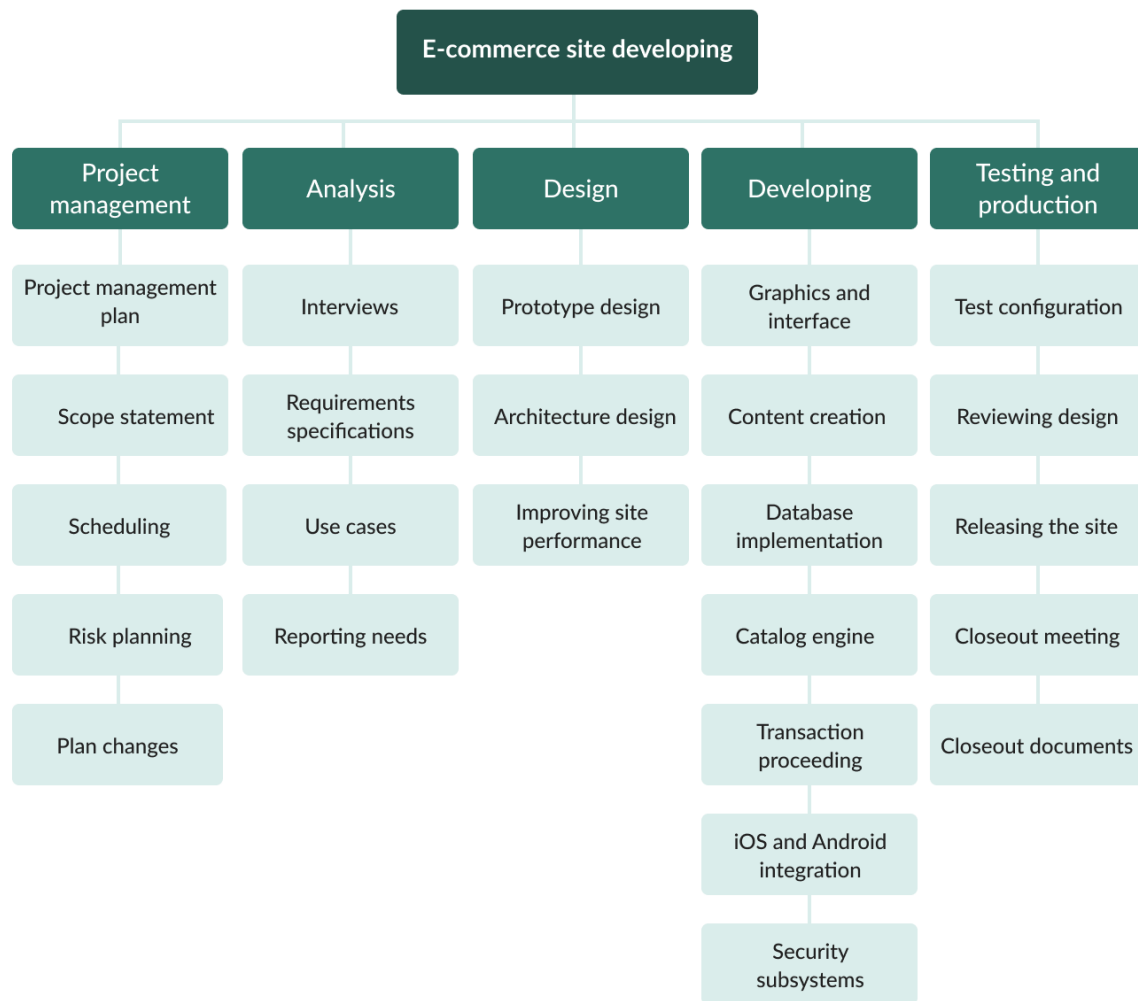 E-commerce site developing
Project
management
Analysis
Design
Developing
Testing and
production
Project management
plan
Interviews
Prototype design
Graphics and
interface
Test configuration
Scope statement
Requirements
specifications
Architecture design
Content creation
Reviewing design
Scheduling
Use cases
Improving site
performance
Database
implementation
Releasing the site
Risk planning
Reporting needs
Catalog engine
Closeout meeting
Plan changes
Transaction
proceeding
Closeout documents
iOS and Android
integration
Security
subsystems